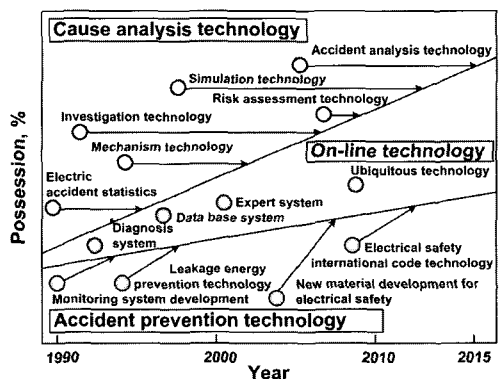 Cause analysis technology
Accident analysis technology
Simulation technology
Risk assessment technology
Investigation technology
Mechanism technology
On-line technology
Ubiquitous technology
Electric
accident statistics
Expert system
Data base system
Diagnosis
system
Electrical safety
international code technology
Leakage energy
prevention technology
New material development for
electrical safety
Monitoring system development
Accident prevention technology
Possession, %
1990
2000
2010
2015
Year